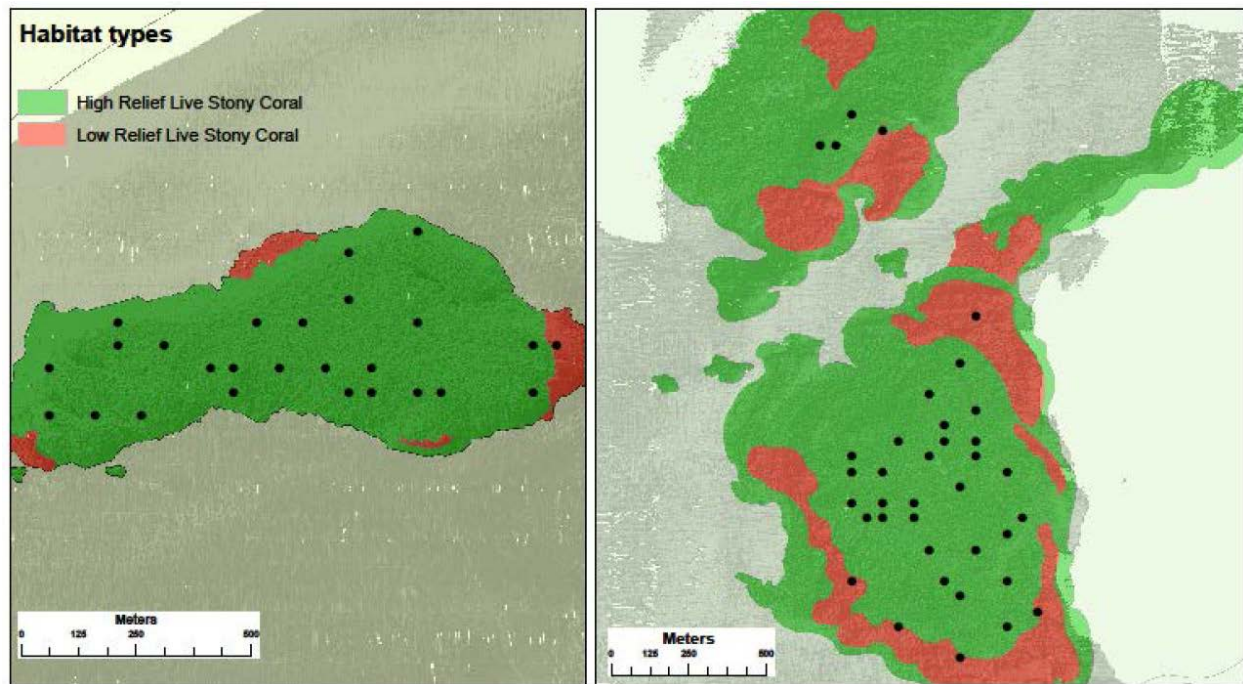 Habitat types
High Relief Live Stony Coral
Low Relief Live Stony Coral
Meters
0 125 250 500
Meters
0 125 250 500